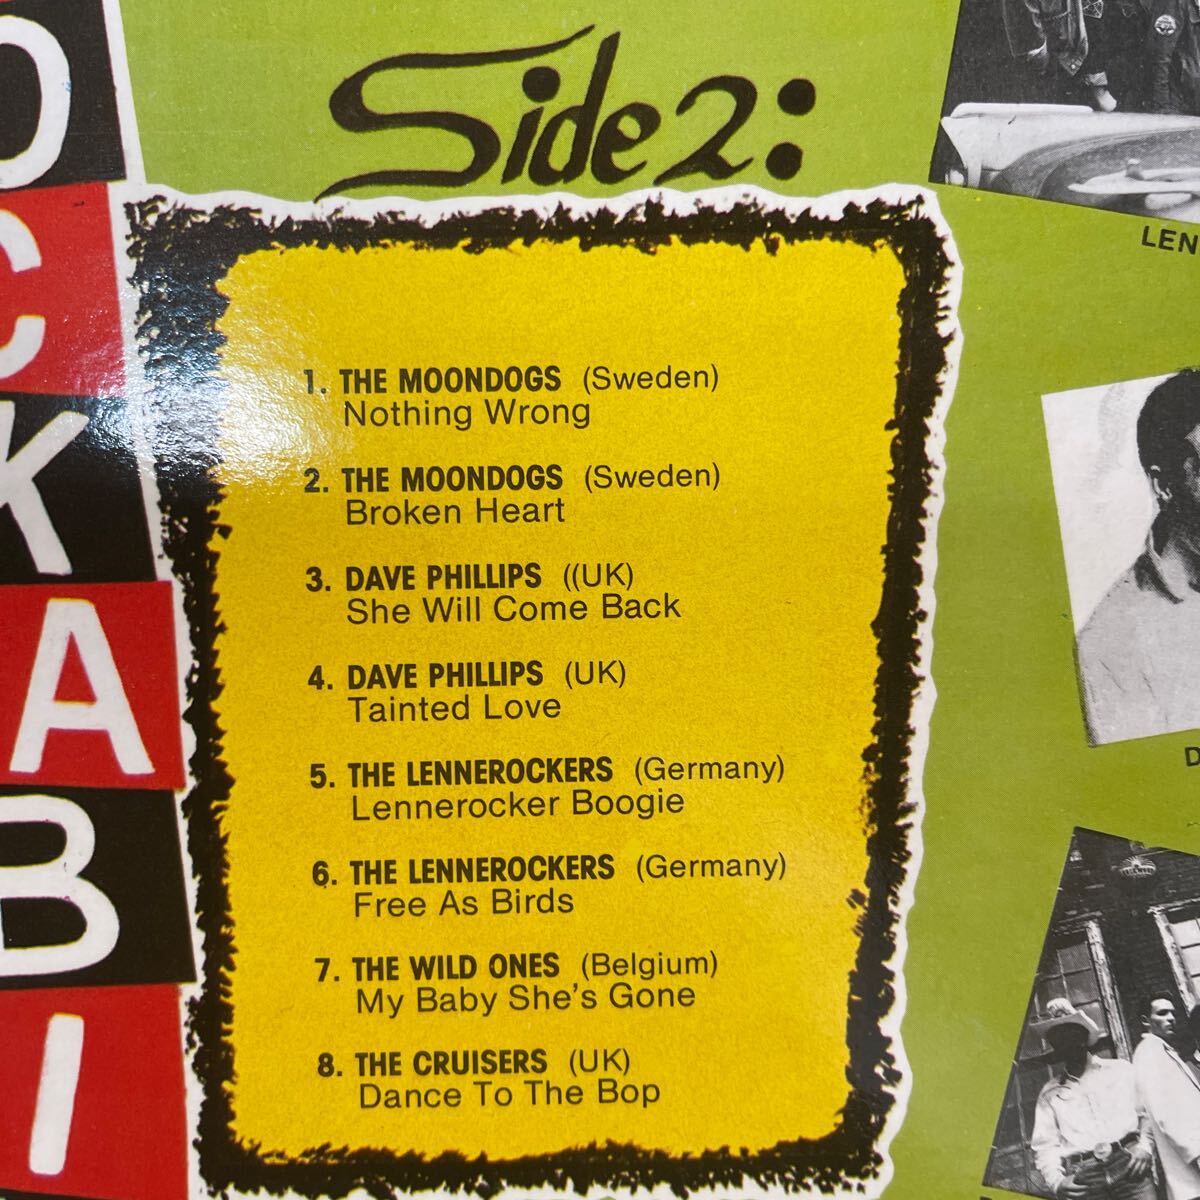 Side 2:
1. THE MOONDOGS (Sweden)
Nothing Wrong
2. THE MOONDOGS (Sweden)
Broken Heart
3. DAVE PHILLIPS ((UK)
She Will Come Back
4. DAVE PHILLIPS (UK)
Tainted Love
5. THE LENNEROCKERS (Germany)
Lennerocker Boogie
6. THE LENNEROCKERS (Germany)
Free As Birds
7. THE WILD ONES (Belgium)
My Baby She's Gone
8. THE CRUISERS (UK)
Dance To The Bop
O
C
K
A
B
I
LEN
D